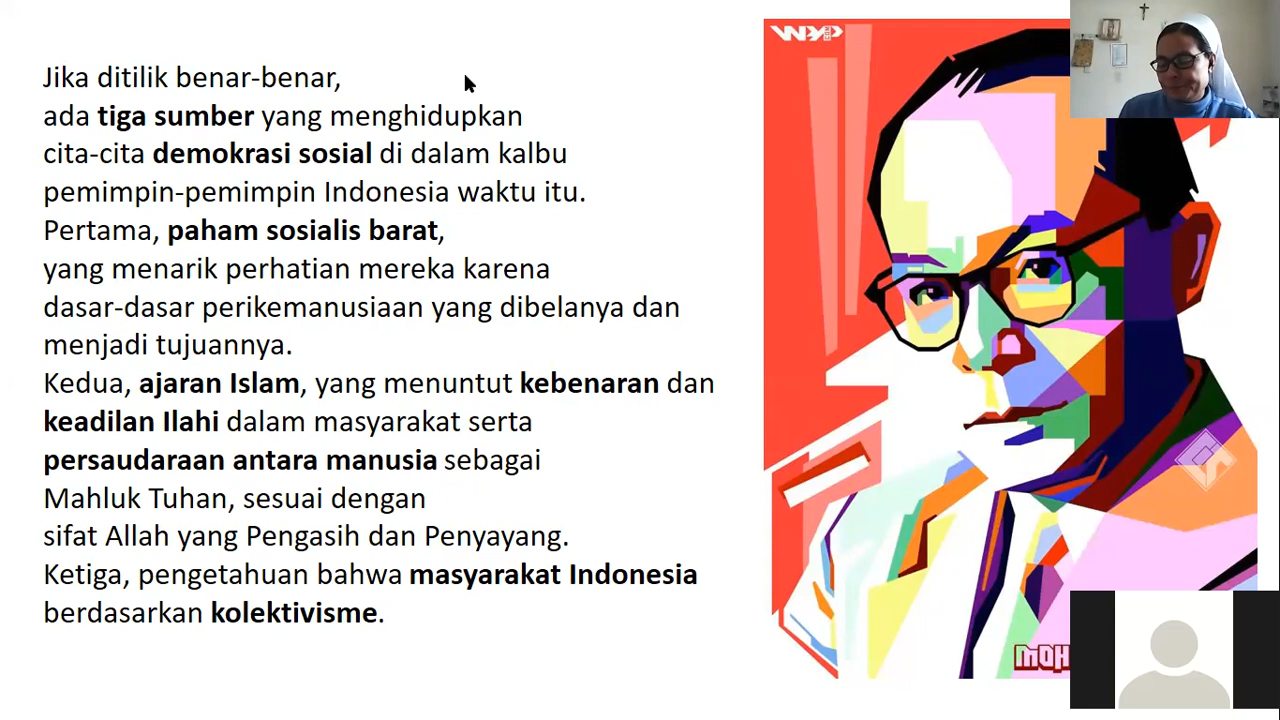 Jika ditilik benar-benar,
ada tiga sumber yang menghidupkan
cita-cita demokrasi sosial di dalam kalbu
pemimpin-pemimpin Indonesia waktu itu.
Pertama, paham sosialis barat,
yang menarik perhatian mereka karena
dasar-dasar perikemanusiaan yang dibelanya dan
menjadi tujuannya.
Kedua, ajaran Islam, yang menuntut kebenaran dan
keadilan Ilahi dalam masyarakat serta
persaudaraan antara manusia sebagai
Mahluk Tuhan, sesuai dengan
sifat Allah yang Pengasih dan Penyayang.
Ketiga, pengetahuan bahwa masyarakat Indonesia
berdasarkan kolektivisme.
MOH